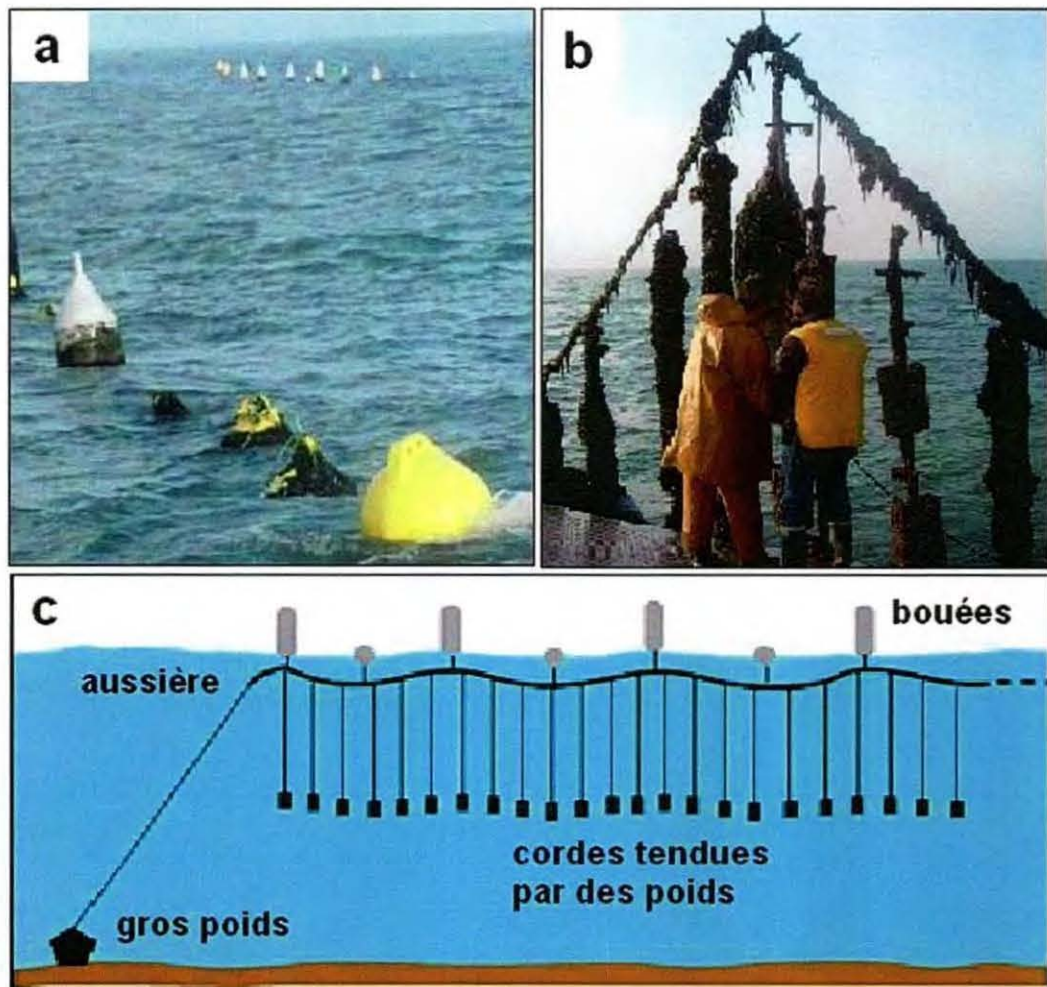 a
b
c
bouées
aussière
cordes tendues
par des poids
gros poids